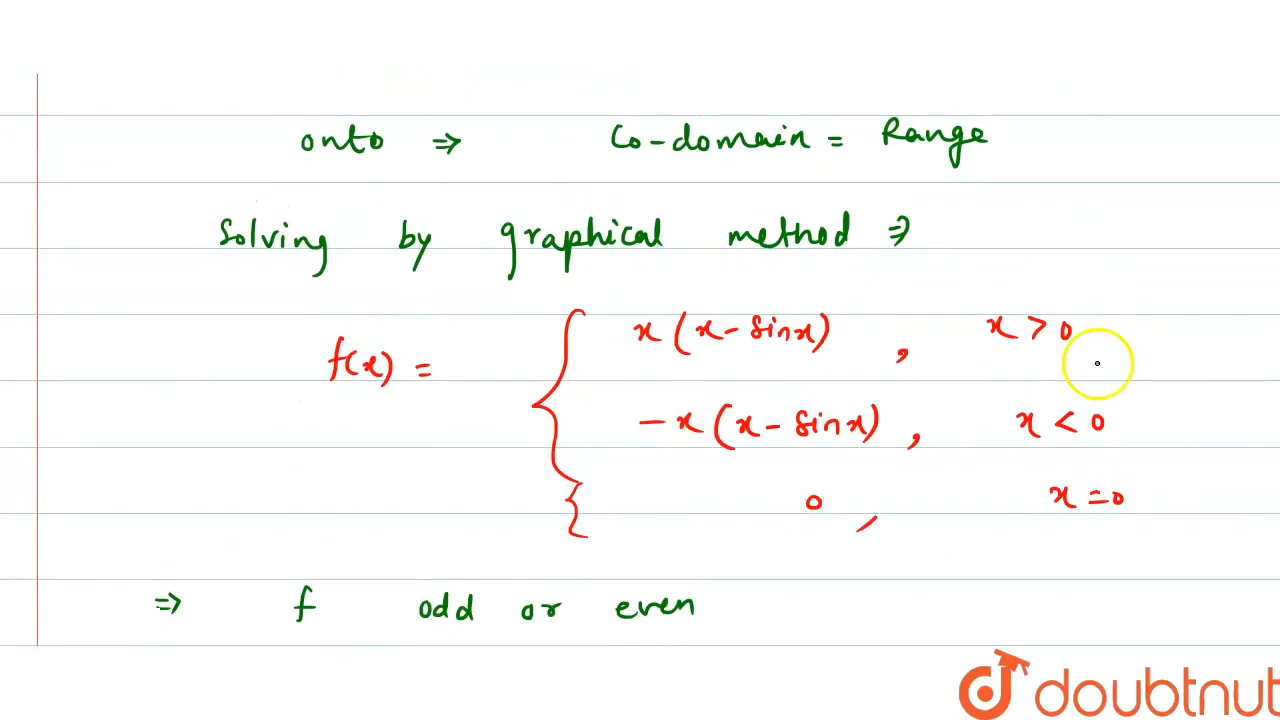 onto ⇒ Co-domain = Range
Solving by graphical method ⇒
f(x) = { x(x - sinx) , x > 0
- x(x - sinx) , x < 0
0 , x = 0
⇒ f odd or even
doubtnut